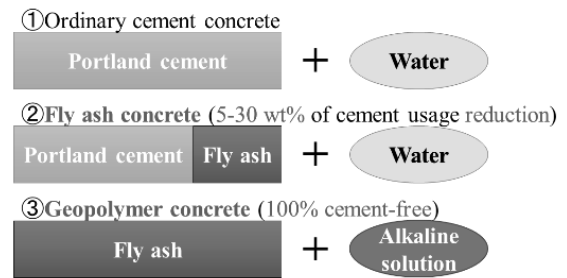 ①Ordinary cement concrete
Portland cement + Water
②Fly ash concrete (5-30 wt% of cement usage reduction)
Portland cement Fly ash + Water
③Geopolymer concrete (100% cement-free)
Fly ash + Alkaline
solution